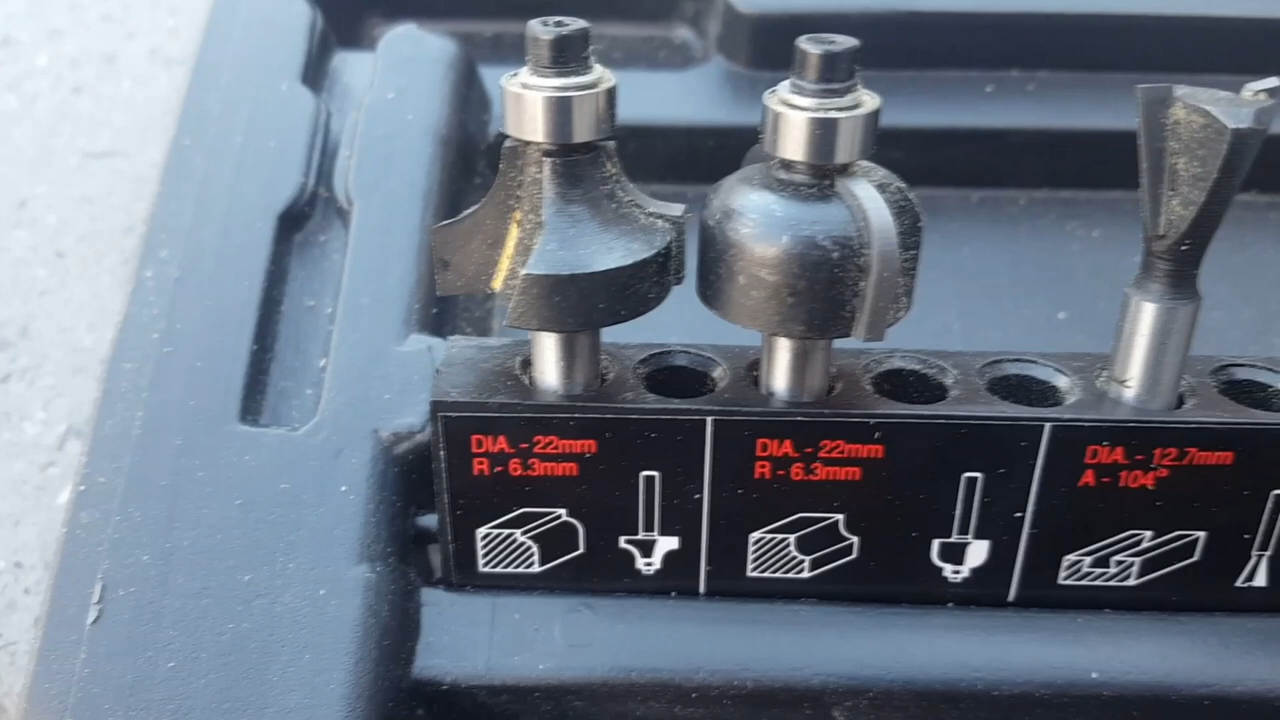 DIA. - 22mm
R - 6.3mm
DIA. - 22mm
R - 6.3mm
DIA. - 12.7mm
A - 104°